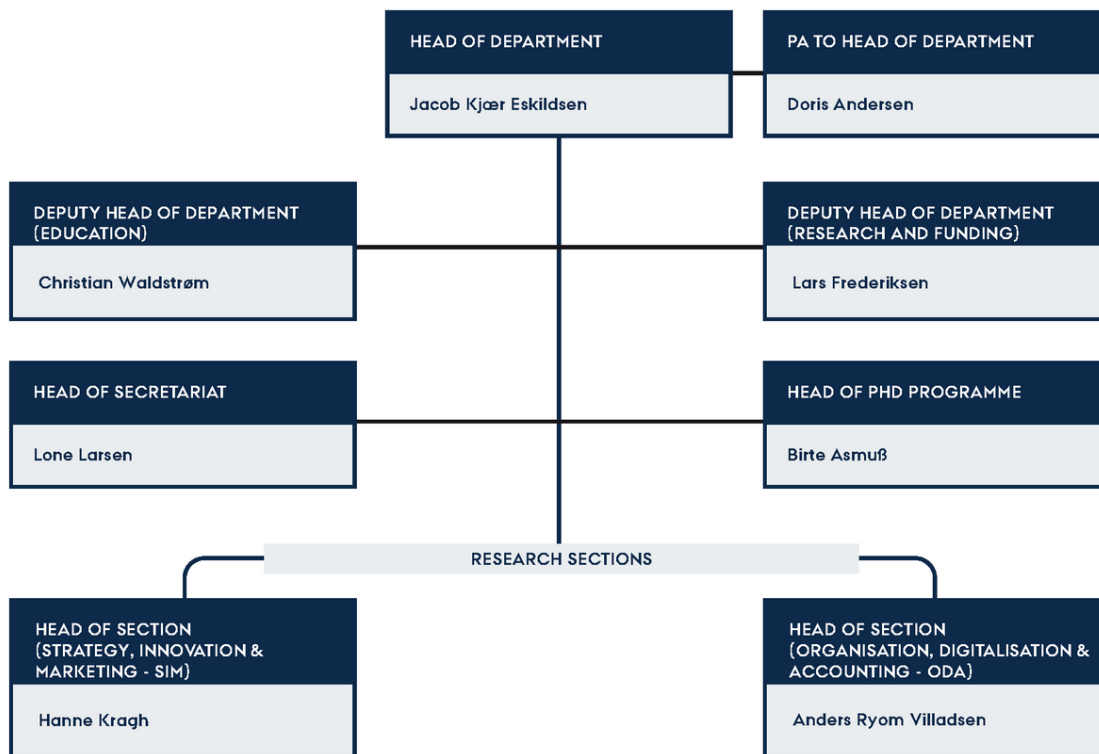 HEAD OF DEPARTMENT
Jacob Kjær Eskildsen
PA TO HEAD OF DEPARTMENT
Doris Andersen
DEPUTY HEAD OF DEPARTMENT
(EDUCATION)
Christian Waldstrøm
DEPUTY HEAD OF DEPARTMENT
(RESEARCH AND FUNDING)
Lars Frederiksen
HEAD OF SECRETARIAT
Lone Larsen
HEAD OF PHD PROGRAMME
Birte Asmuß
RESEARCH SECTIONS
HEAD OF SECTION
(STRATEGY, INNOVATION &
MARKETING - SIM)
Hanne Kragh
HEAD OF SECTION
(ORGANISATION, DIGITALISATION &
ACCOUNTING - ODA)
Anders Ryom Villadsen